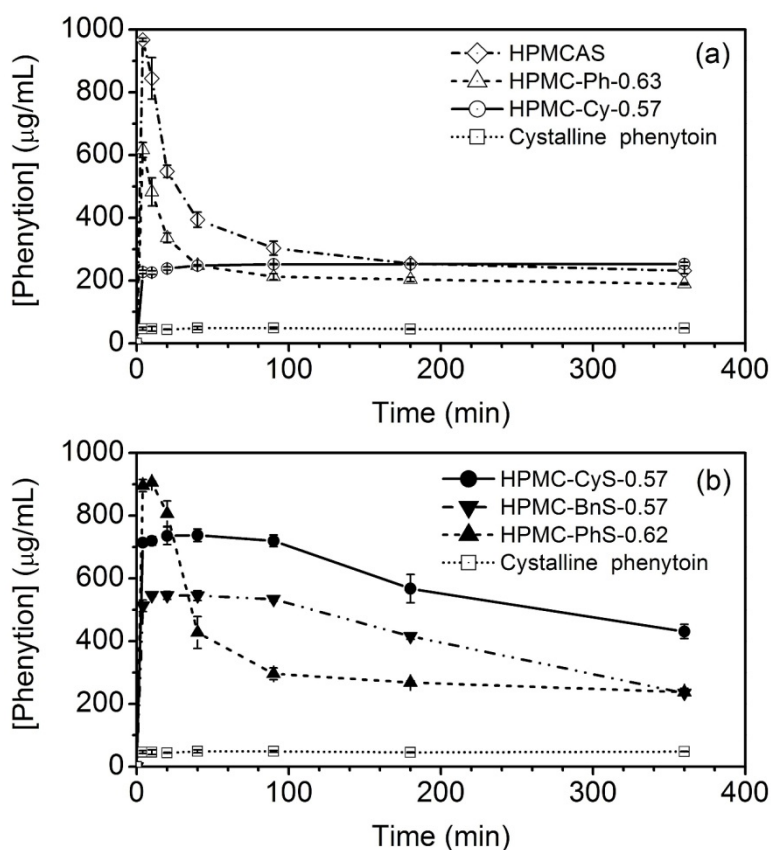 1000
800
600
400
200
0
[Phenytion] (μg/mL)
(a)
HPMCAS
HPMC-Ph-0.63
HPMC-Cy-0.57
Cystalline phenytoin
0 100 200 300 400
Time (min)
1000
800
600
400
200
0
[Phenytion] (μg/mL)
(b)
HPMC-CyS-0.57
HPMC-BnS-0.57
HPMC-PhS-0.62
Cystalline phenytoin
0 100 200 300 400
Time (min)